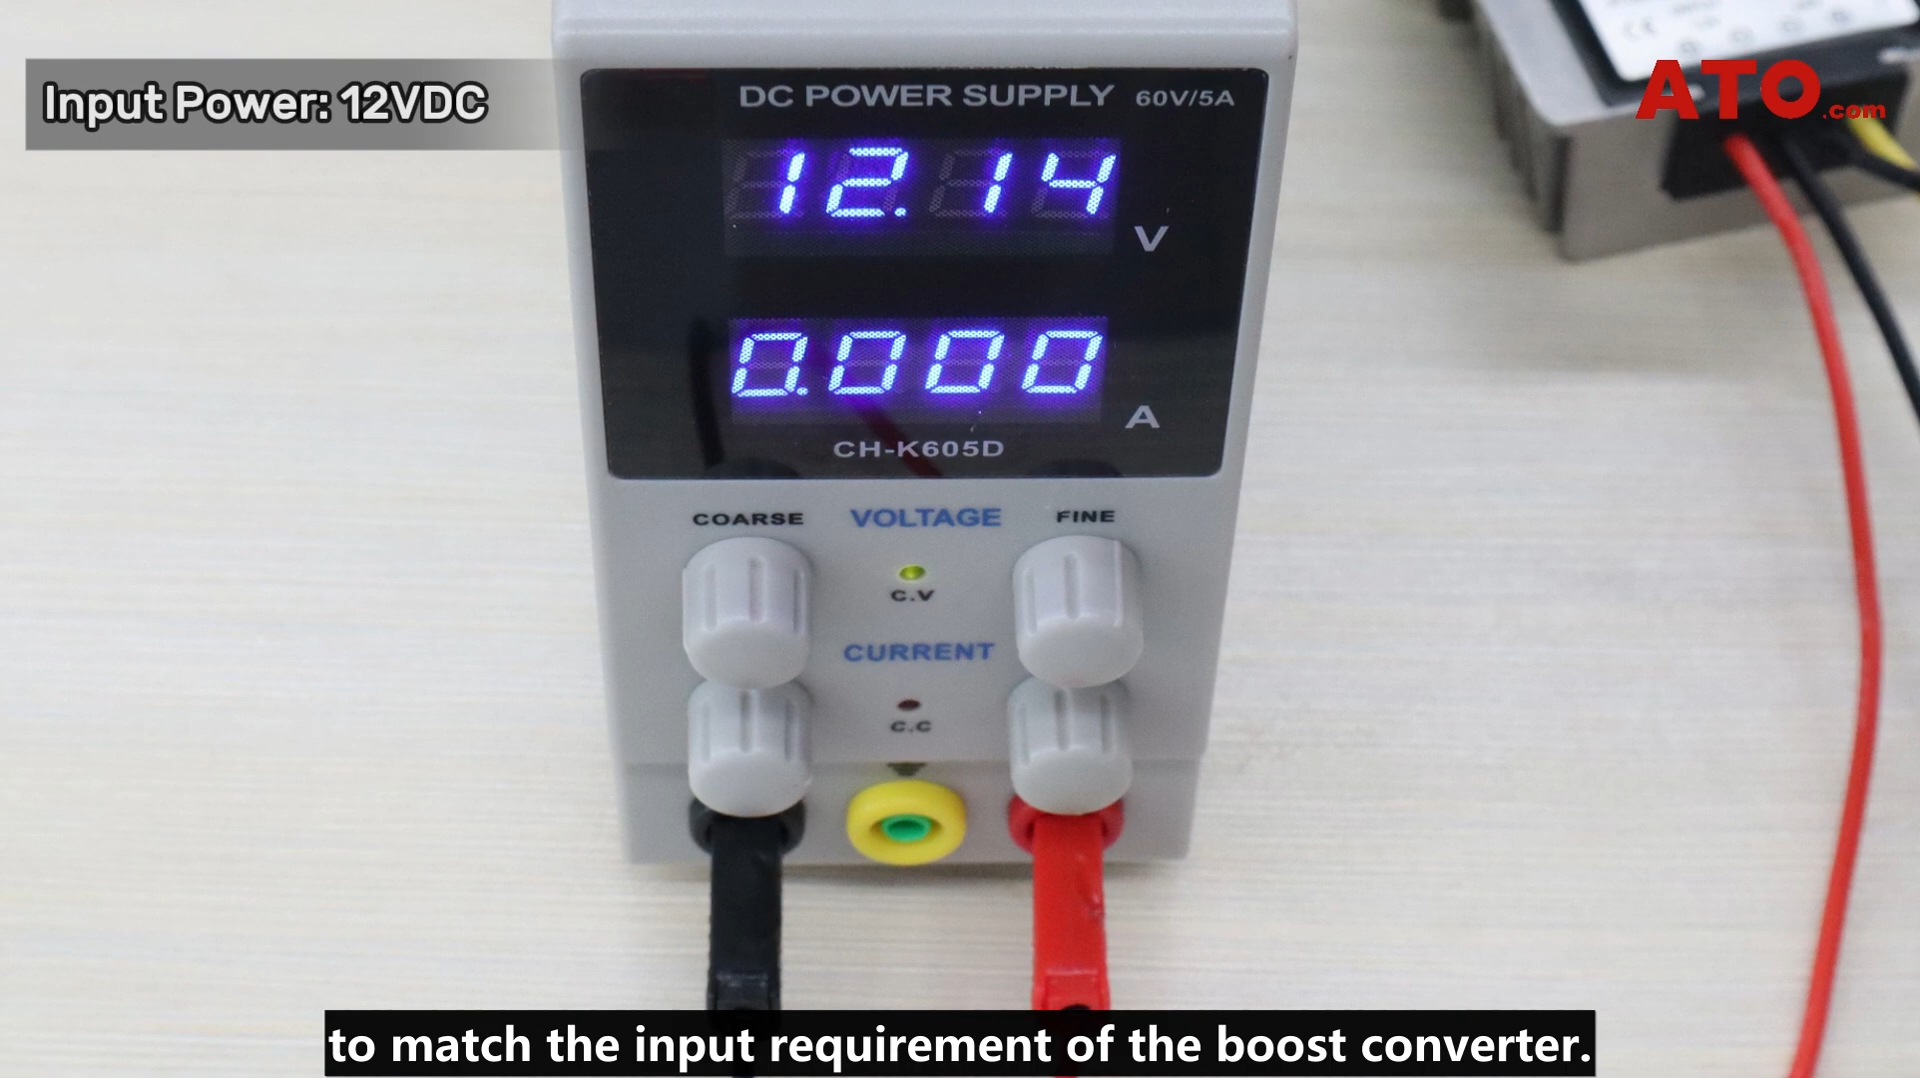 Input Power: 12VDC
ATO.com
DC POWER SUPPLY 60V/5A
12.14 V
0.000 A
CH-K605D
COARSE VOLTAGE FINE
C.V
CURRENT
C.C
to match the input requirement of the boost converter.